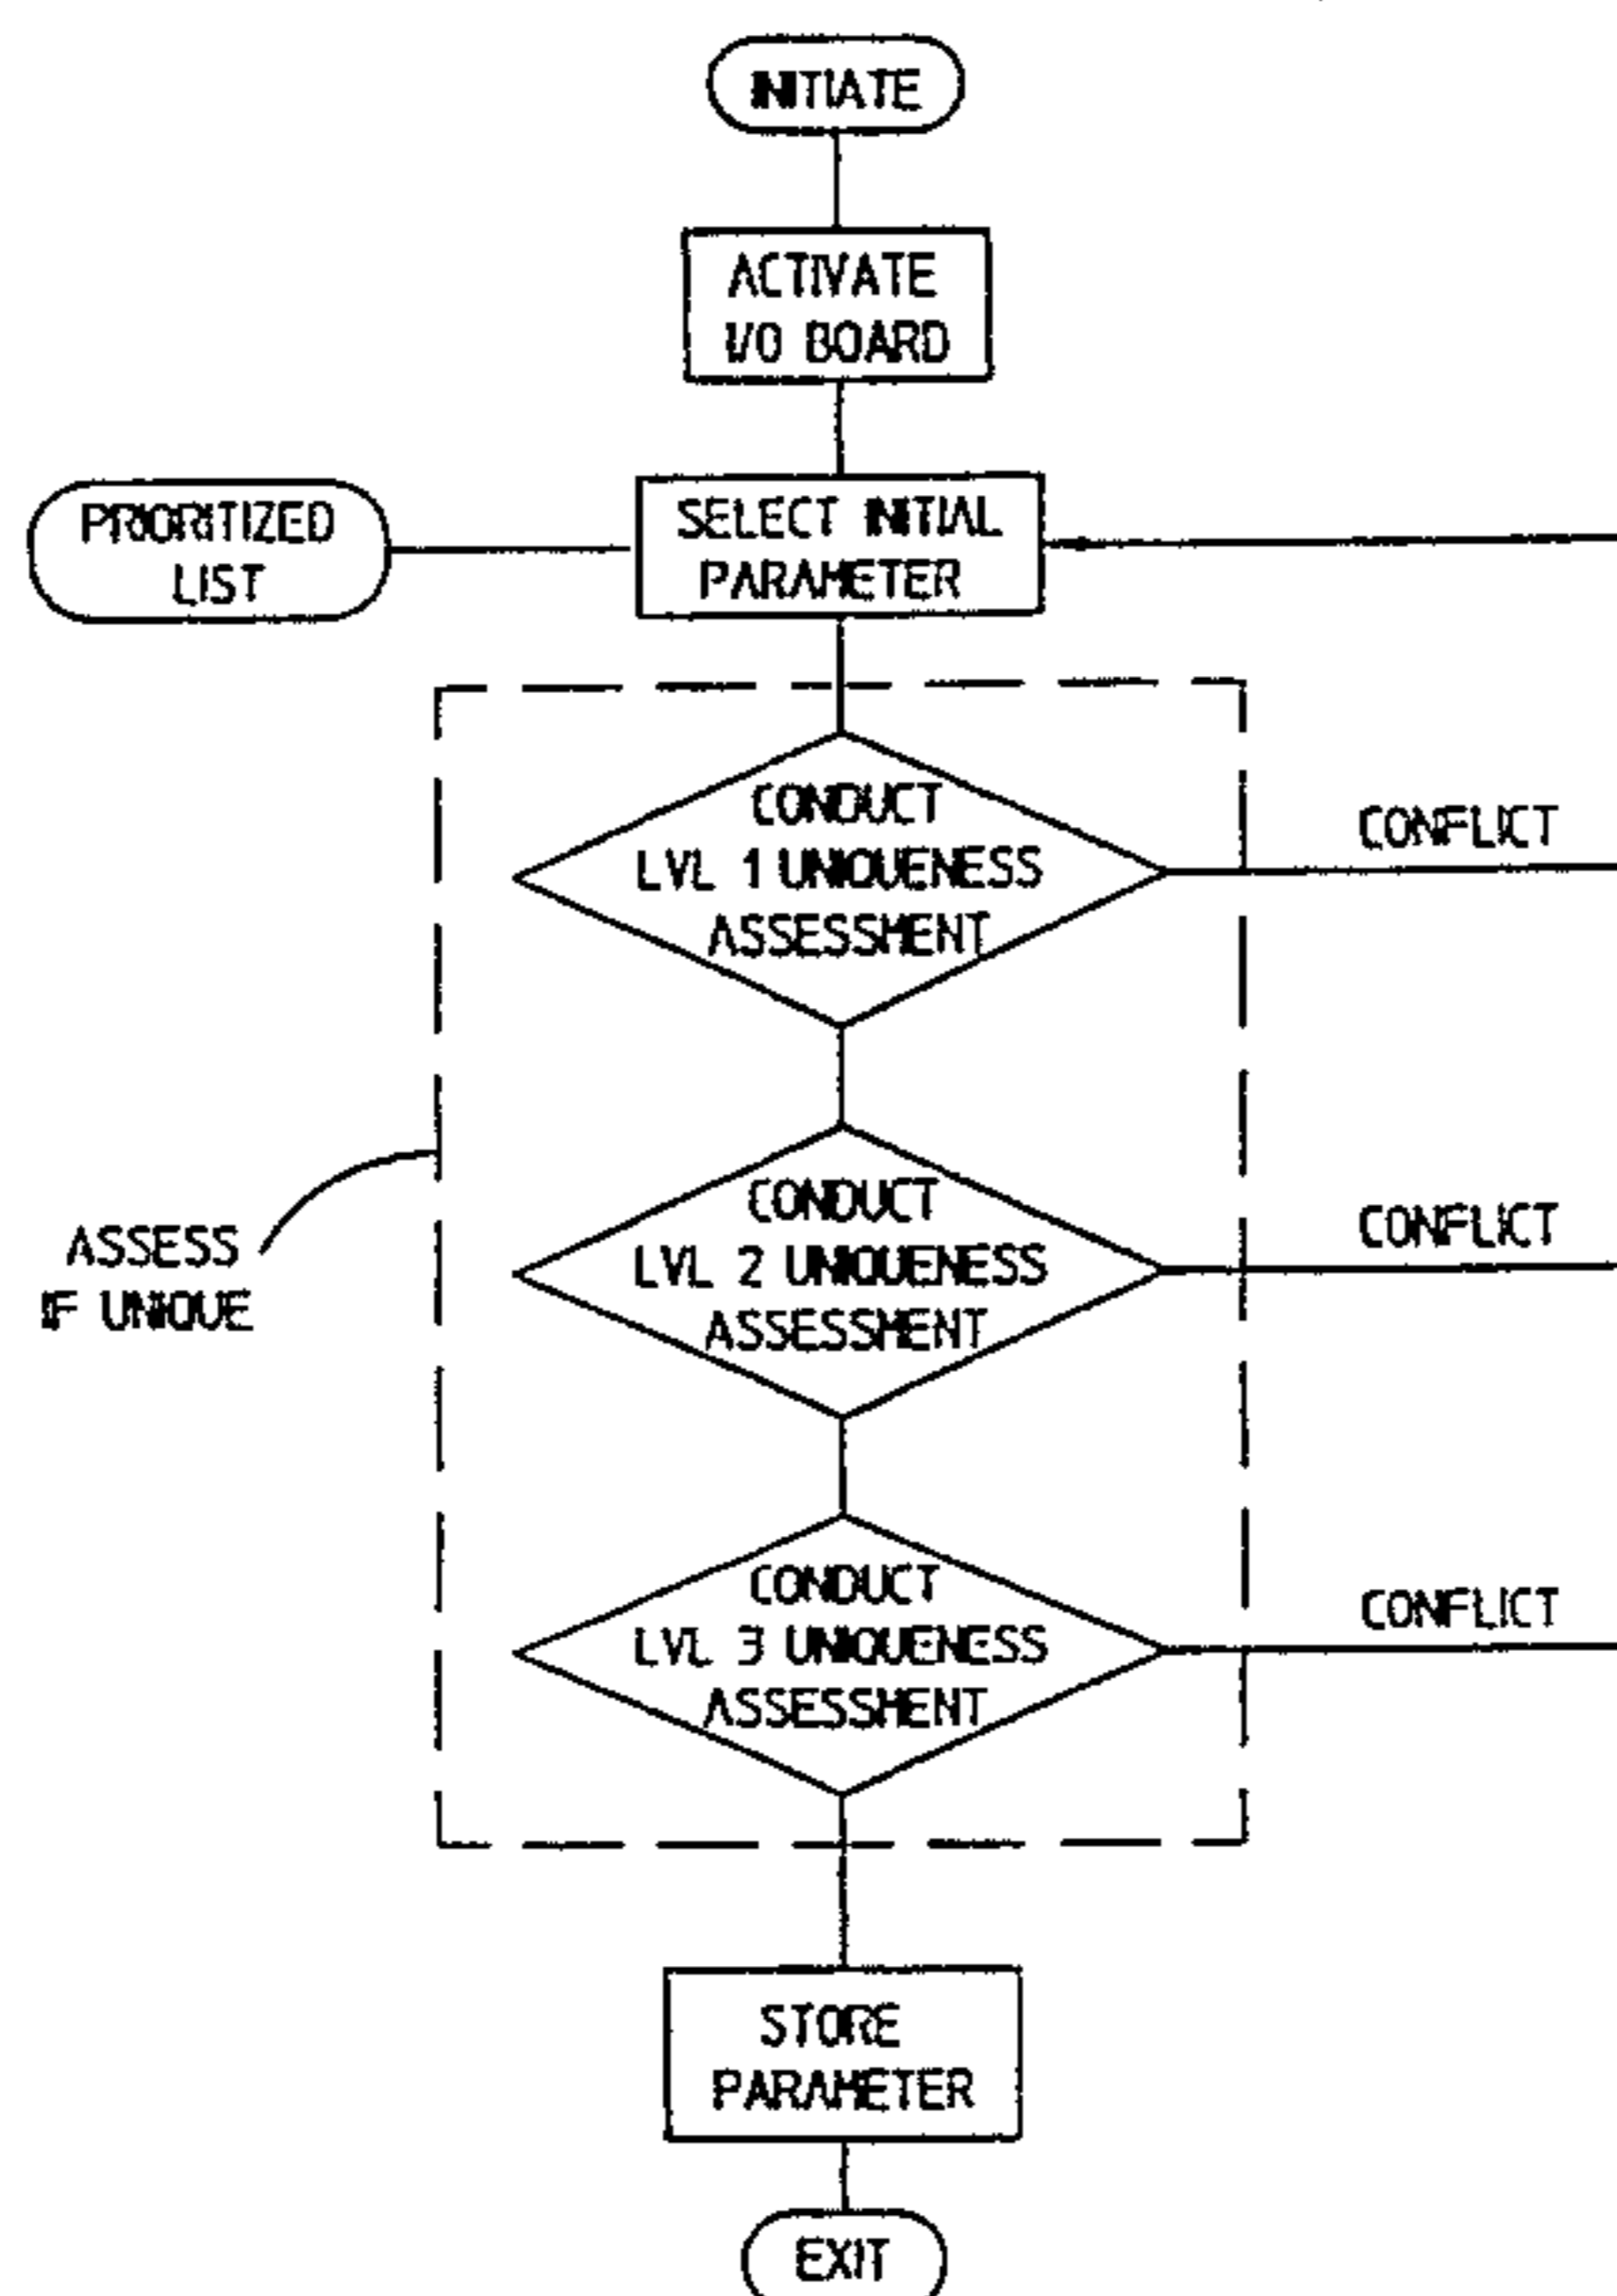 INITIATE
ACTIVATE
I/O BOARD
PRIORITIZED
LIST
SELECT INITIAL
PARAMETER
CONDUCT
LVL 1 UNIQUENESS
ASSESSMENT
CONFLICT
CONDUCT
LVL 2 UNIQUENESS
ASSESSMENT
CONFLICT
ASSESS
IF UNIQUE
CONDUCT
LVL 3 UNIQUENESS
ASSESSMENT
CONFLICT
STORE
PARAMETER
EXIT